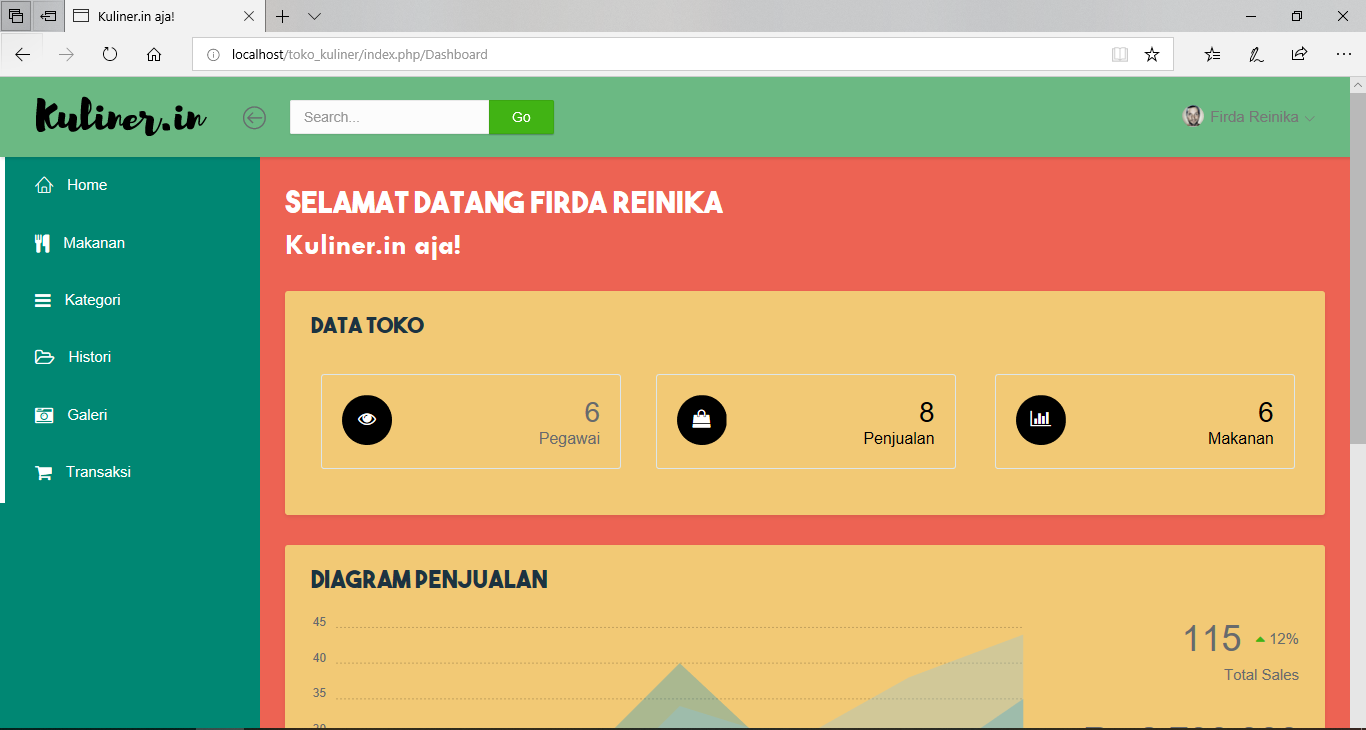 Kuliner.in aja!
localhost/toko_kuliner/index.php/Dashboard
Kuliner.in
Search...
Go
Firda Reinika
Home
Makanan
Kategori
Histori
Galeri
Transaksi
SELAMAT DATANG FIRDA REINIKA
Kuliner.in aja!
DATA TOKO
6
Pegawai
8
Penjualan
6
Makanan
DIAGRAM PENJUALAN
45
40
35
115
12%
Total Sales